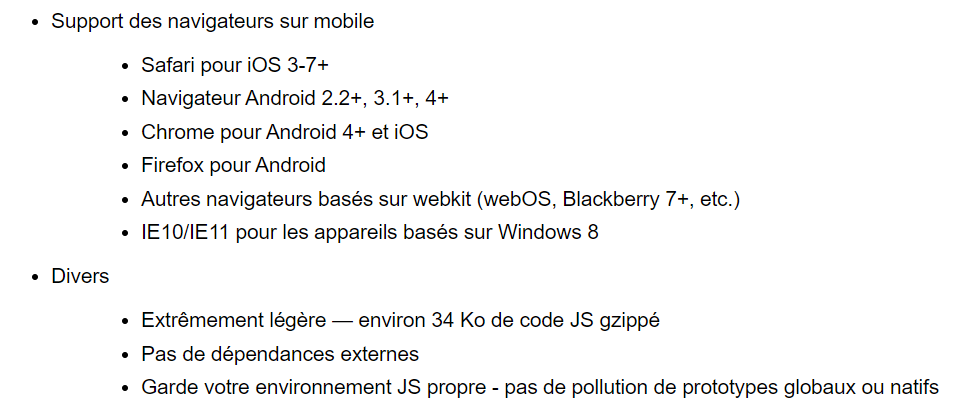 Support des navigateurs sur mobile
Safari pour iOS 3-7+
Navigateur Android 2.2+, 3.1+, 4+
Chrome pour Android 4+ et iOS
Firefox pour Android
Autres navigateurs basés sur webkit (webOS, Blackberry 7+, etc.)
IE10/IE11 pour les appareils basés sur Windows 8
Divers
Extrêmement légère — environ 34 Ko de code JS gzippé
Pas de dépendances externes
Garde votre environnement JS propre - pas de pollution de prototypes globaux ou natifs